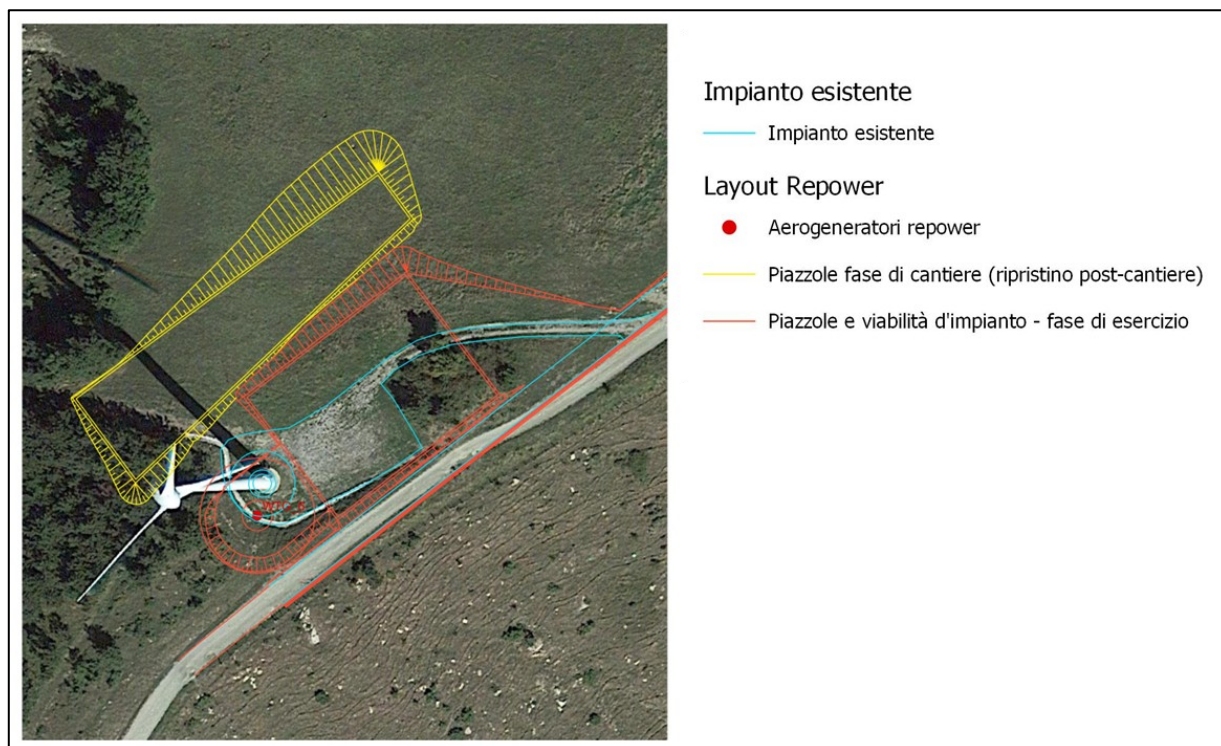 Impianto esistente
Impianto esistente
Layout Repower
Aerogeneratori repower
Piazzole fase di cantiere (ripristino post-cantiere)
Piazzole e viabilità d'impianto - fase di esercizio